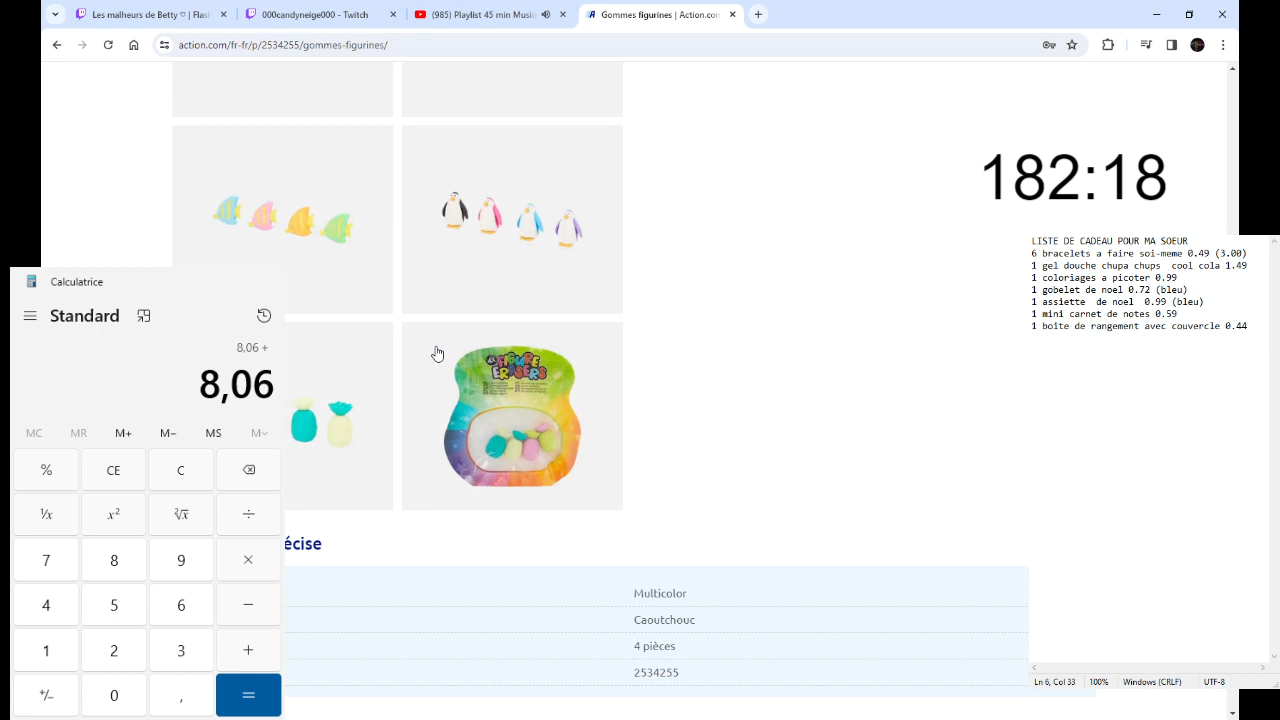 Les malheurs de Mej | ♡ | Flas
000candyneige000 - Twitch
(985) Playlist 45 min Musiq
Gommes figurines | Action.com
action.com/fr-fr/p/2534255/gommes-figurines/
182:18
LISTE DE CADEAU POUR MA SOEUR
6 bracelets a faire soi-meme 0.49 (3.00)
1 gel douche chupa chups  cool cola 1.49
1 coloriages a picoter 0.99
1 gobelet de noel 0.72 (bleu)
1 assiette de noel  0.99 (bleu)
1 mini carnet de notes 0.59
1 boite de rangement avec couvercle 0.44
Calculatrice
Standard
8,06 +
8,06
MC MR M+ M− MS M
% CE C
¹/x x² ²√x ÷
7 8 9 ×
4 5 6 −
1 2 3 +
+/− 0 , =
FIGURE
ERASERS
écise
Multicolor
Caoutchouc
4 pièces
2534255
Ln 6, Col 33 100% Windows (CRLF) UTF-8